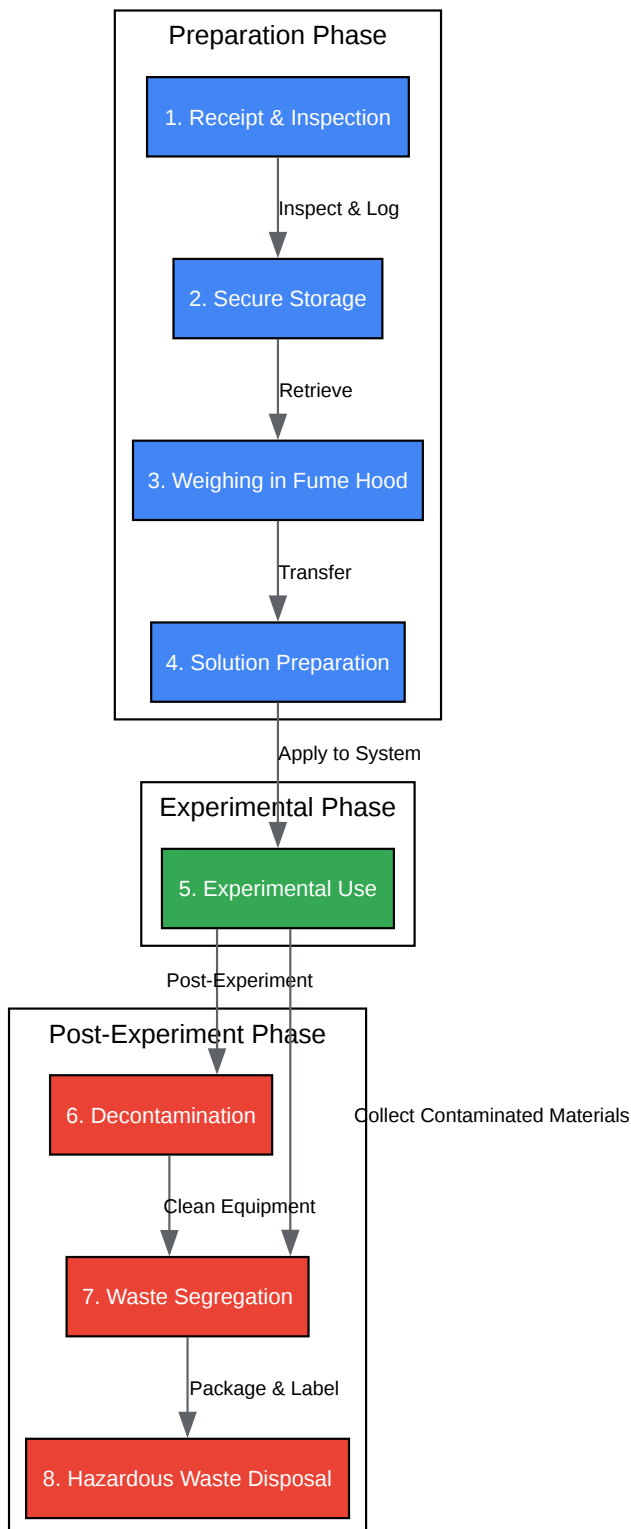 Preparation Phase
1. Receipt & Inspection
Inspect & Log
2. Secure Storage
Retrieve
3. Weighing in Fume Hood
Transfer
4. Solution Preparation
Apply to System
Experimental Phase
5. Experimental Use
Post-Experiment
Post-Experiment Phase
6. Decontamination
Collect Contaminated Materials
Clean Equipment
7. Waste Segregation
Package & Label
8. Hazardous Waste Disposal